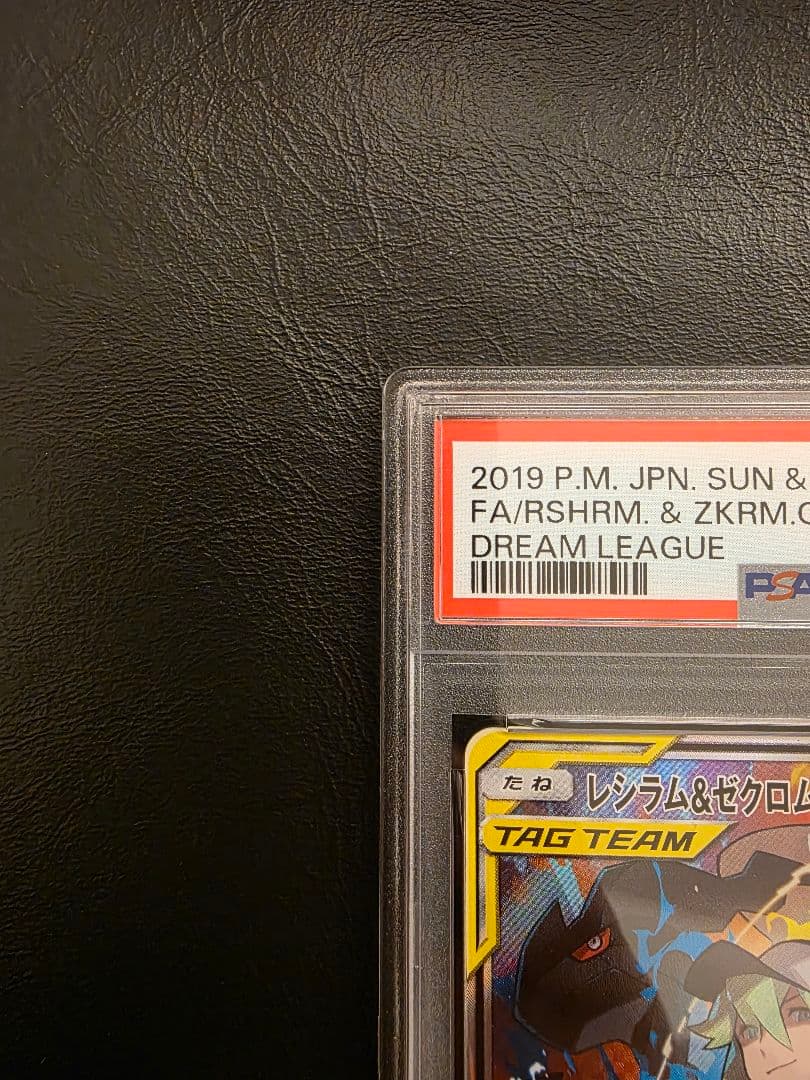 2019 P.M. JPN. SUN &
FA/RSHRM. & ZKRM.
DREAM LEAGUE
PSA
たね
レシラム&ゼクロム
TAG TEAM